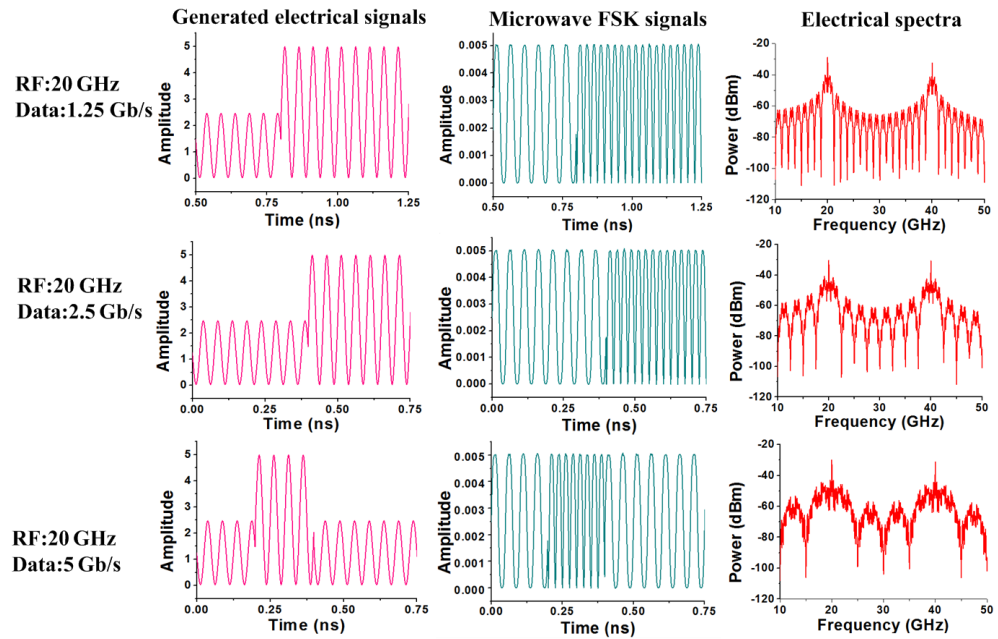 Generated electrical signals
Microwave FSK signals
Electrical spectra
RF:20 GHz
Data:1.25 Gb/s
Amplitude
5
4
3
2
1
0
0.50 0.75 1.00 1.25
Time (ns)
Amplitude
0.005
0.004
0.003
0.002
0.001
0.000
0.50 0.75 1.00 1.25
Time (ns)
Power (dBm)
-20
-40
-60
-80
-100
-120
10 20 30 40 50
Frequency (GHz)
RF:20 GHz
Data:2.5 Gb/s
Amplitude
5
4
3
2
1
0
0.00 0.25 0.50 0.75
Time (ns)
Amplitude
0.005
0.004
0.003
0.002
0.001
0.000
0.00 0.25 0.50 0.75
Time (ns)
Power (dBm)
-20
-40
-60
-80
-100
-120
10 20 30 40 50
Frequency (GHz)
RF:20 GHz
Data:5 Gb/s
Amplitude
5
4
3
2
1
0
0.00 0.25 0.50 0.75
Time (ns)
Amplitude
0.005
0.004
0.003
0.002
0.001
0.000
0.00 0.25 0.50 0.75
Time (ns)
Power (dBm)
-20
-40
-60
-80
-100
-120
10 20 30 40 50
Frequency (GHz)